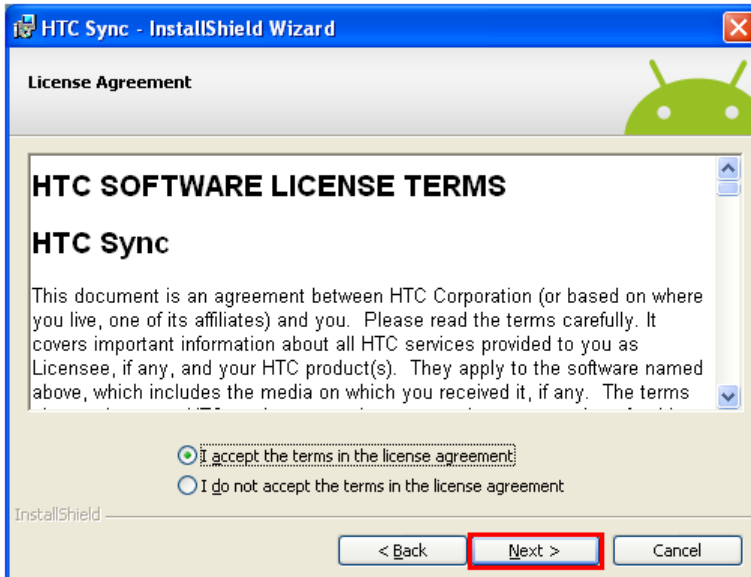 HTC Sync - InstallShield Wizard
License Agreement
HTC SOFTWARE LICENSE TERMS
HTC Sync
This document is an agreement between HTC Corporation (or based on where
you live, one of its affiliates) and you.  Please read the terms carefully. It
covers important information about all HTC services provided to you as
Licensee, if any, and your HTC product(s).  They apply to the software named
above, which includes the media on which you received it, if any.  The terms
I accept the terms in the license agreement
I do not accept the terms in the license agreement
InstallShield
< Back
Next >
Cancel